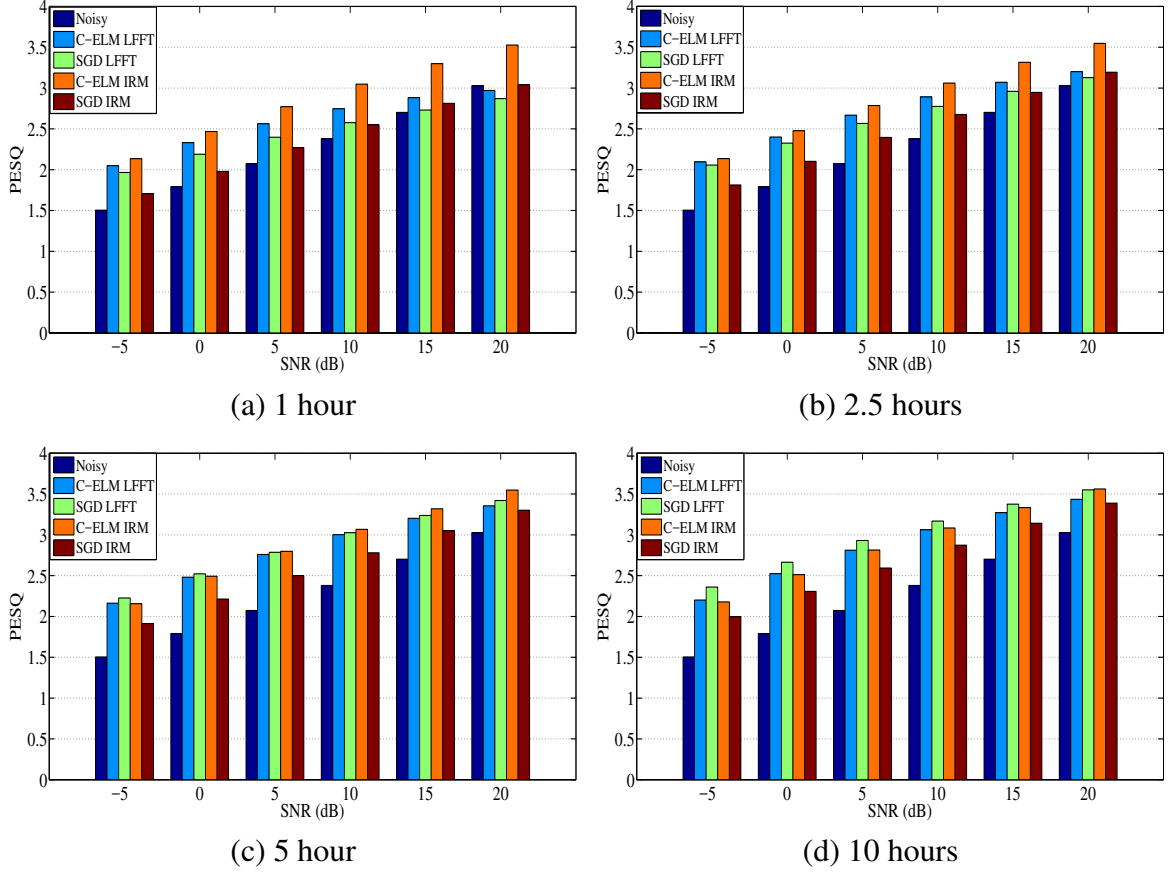 4
3.5
3
2.5
2
1.5
1
0.5
0
PESQ
Noisy
C-ELM LFFT
SGD LFFT
C-ELM IRM
SGD IRM
−5 0 5 10 15 20
SNR (dB)
(a) 1 hour
4
3.5
3
2.5
2
1.5
1
0.5
0
PESQ
Noisy
C-ELM LFFT
SGD LFFT
C-ELM IRM
SGD IRM
−5 0 5 10 15 20
SNR (dB)
(b) 2.5 hours
4
3.5
3
2.5
2
1.5
1
0.5
0
PESQ
Noisy
C-ELM LFFT
SGD LFFT
C-ELM IRM
SGD IRM
−5 0 5 10 15 20
SNR (dB)
(c) 5 hour
4
3.5
3
2.5
2
1.5
1
0.5
0
PESQ
Noisy
C-ELM LFFT
SGD LFFT
C-ELM IRM
SGD IRM
−5 0 5 10 15 20
SNR (dB)
(d) 10 hours